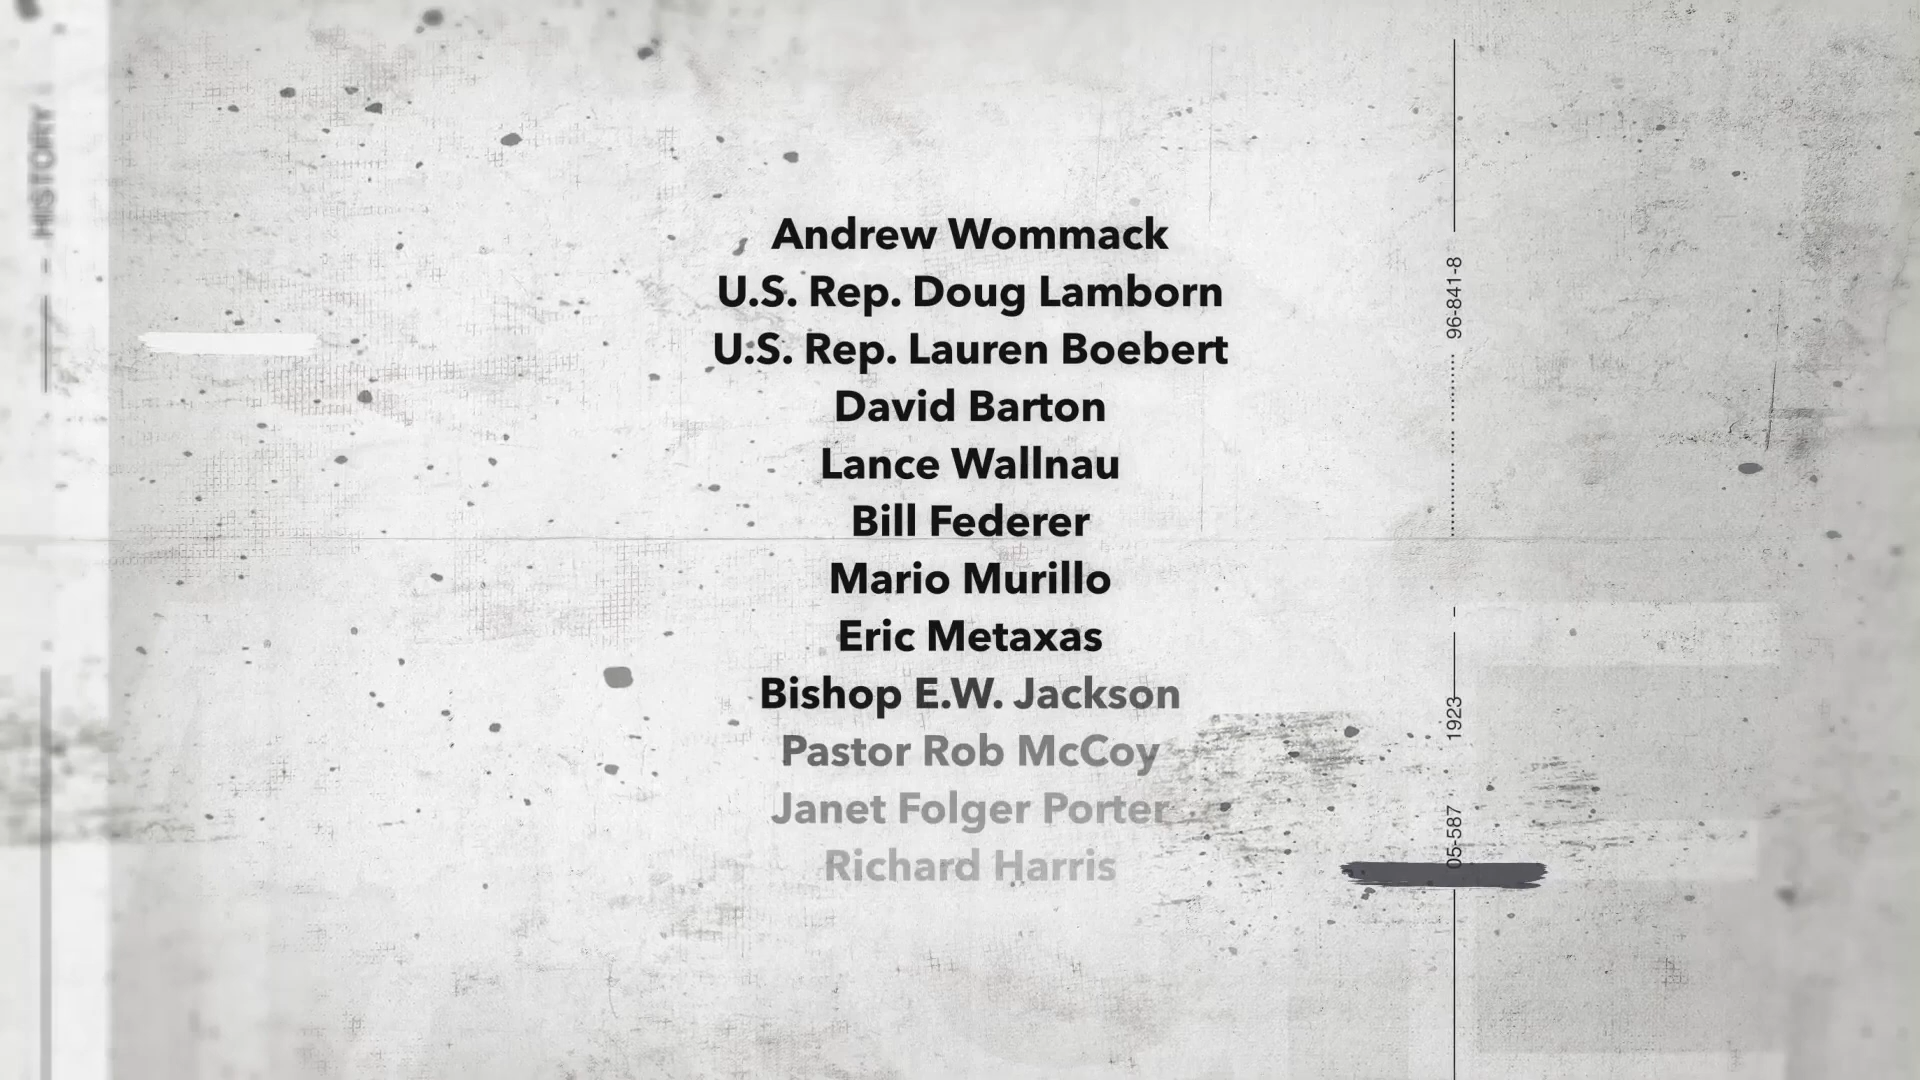 HISTORY
Andrew Wommack
U.S. Rep. Doug Lamborn
U.S. Rep. Lauren Boebert
David Barton
Lance Wallnau
Bill Federer
Mario Murillo
Eric Metaxas
Bishop E.W. Jackson
Pastor Rob McCoy
Janet Folger Porter
Richard Harris
96-841-8
1923
05-587